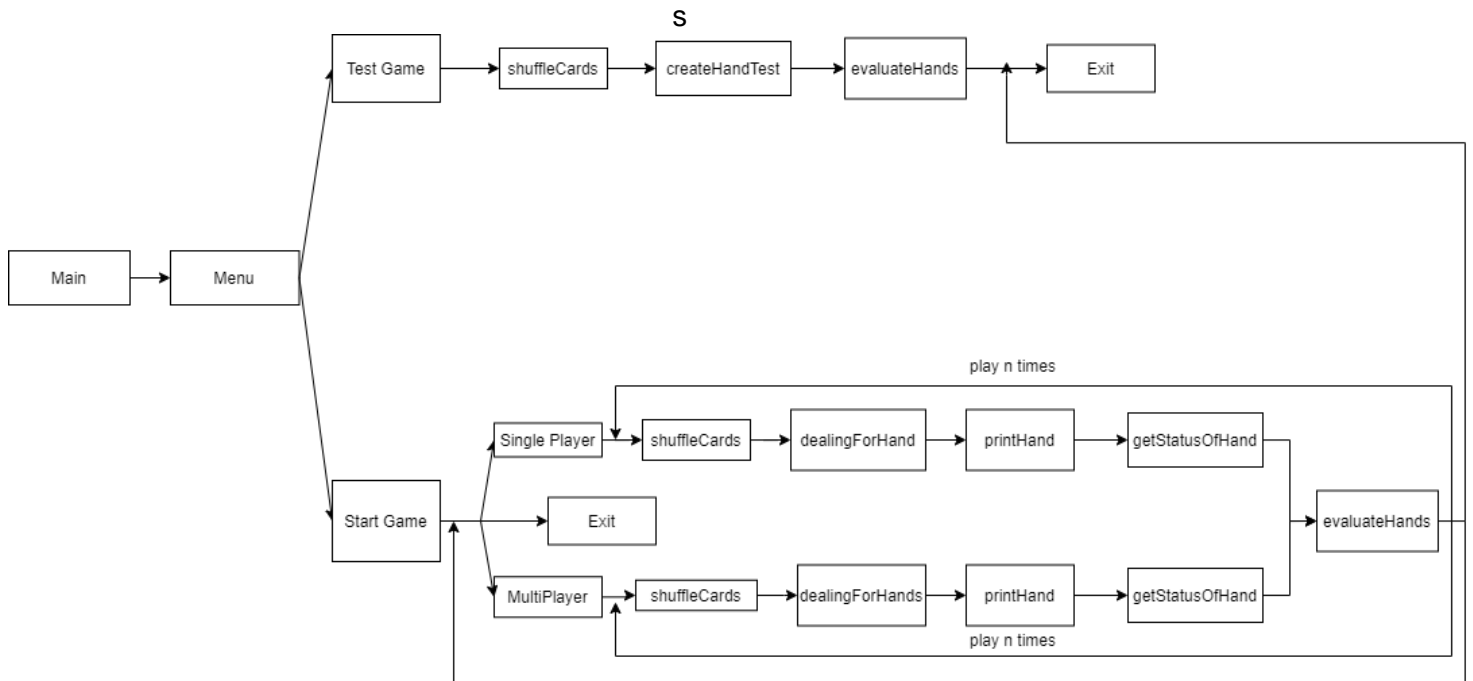 s
Test Game
shuffleCards
createHandTest
evaluateHands
Exit
Main
Menu
play n times
Single Player
shuffleCards
dealingForHand
printHand
getStatusOfHand
Start Game
Exit
evaluateHands
MultiPlayer
shuffleCards
dealingForHands
printHand
getStatusOfHand
play n times